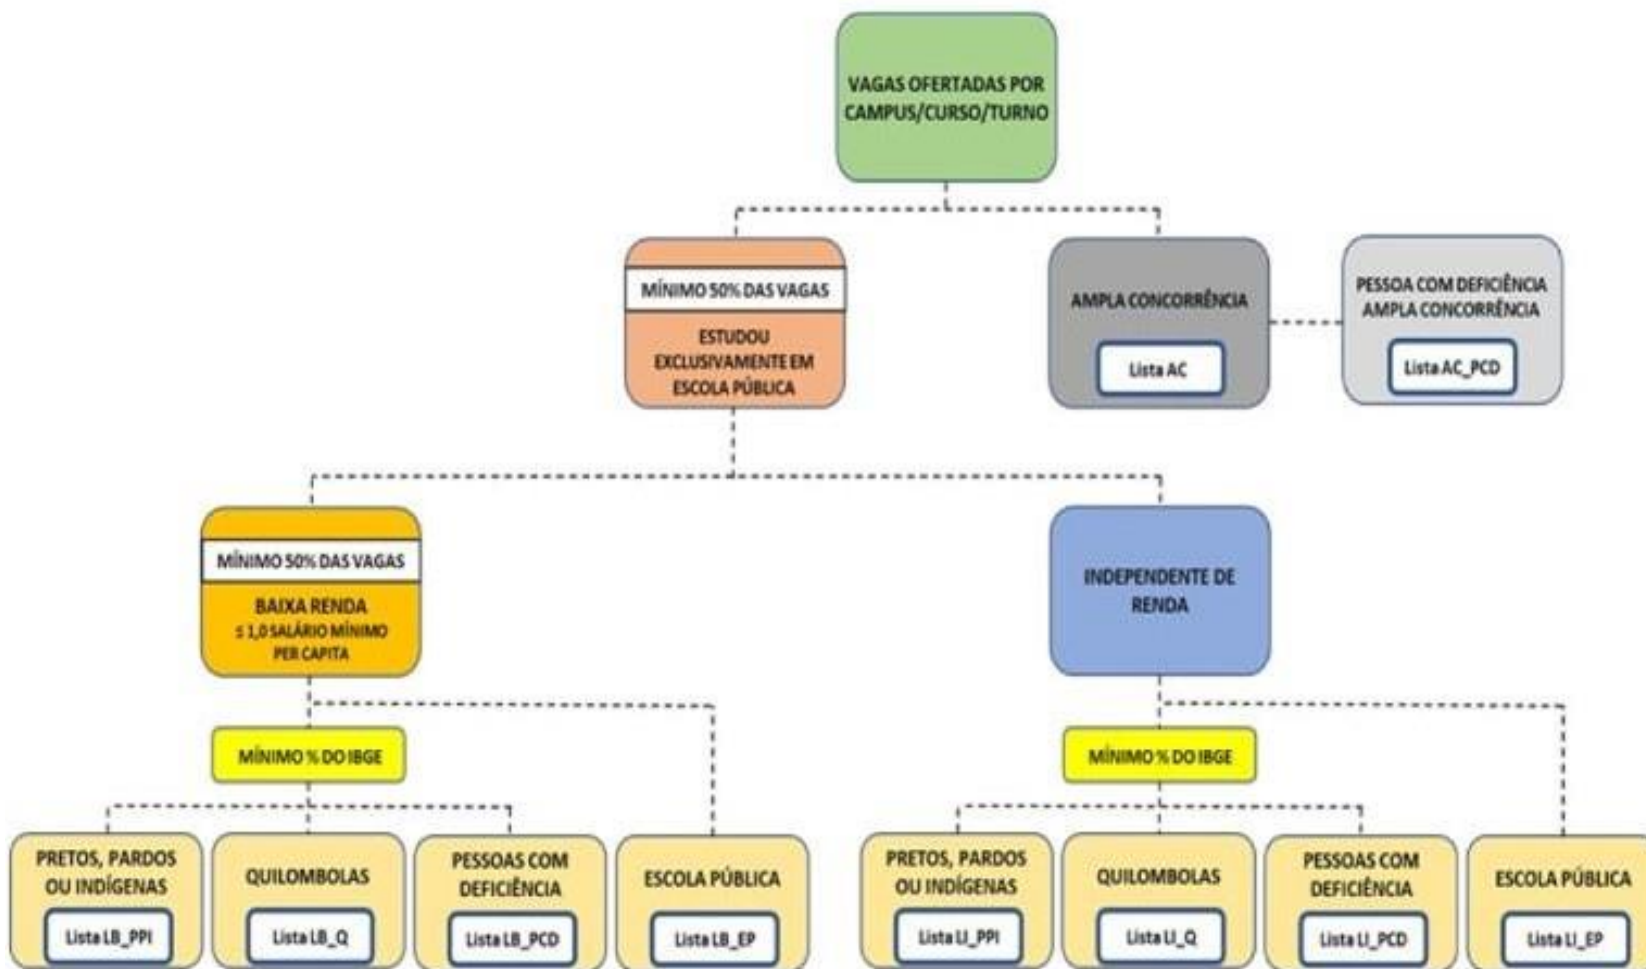 VAGAS OFERTADAS POR
CAMPUS/CURSO/TURNO
MÍNIMO 50% DAS VAGAS
ESTUDOU
EXCLUSIVAMENTE EM
ESCOLA PÚBLICA
AMPLA CONCORRÊNCIA
Lista AC
PESSOA COM DEFICIÊNCIA
AMPLA CONCORRÊNCIA
Lista AC_PCD
MÍNIMO 50% DAS VAGAS
BAIXA RENDA
≤ 1,0 SALÁRIO MÍNIMO
PER CAPITA
INDEPENDENTE DE
RENDA
MÍNIMO % DO IBGE
MÍNIMO % DO IBGE
PRETOS, PARDOS
OU INDÍGENAS
Lista LB_PPI
QUILOMBOLAS
Lista LB_Q
PESSOAS COM
DEFICIÊNCIA
Lista LB_PCD
ESCOLA PÚBLICA
Lista LB_EP
PRETOS, PARDOS
OU INDÍGENAS
Lista LI_PPI
QUILOMBOLAS
Lista LI_Q
PESSOAS COM
DEFICIÊNCIA
Lista LI_PCD
ESCOLA PÚBLICA
Lista LI_EP